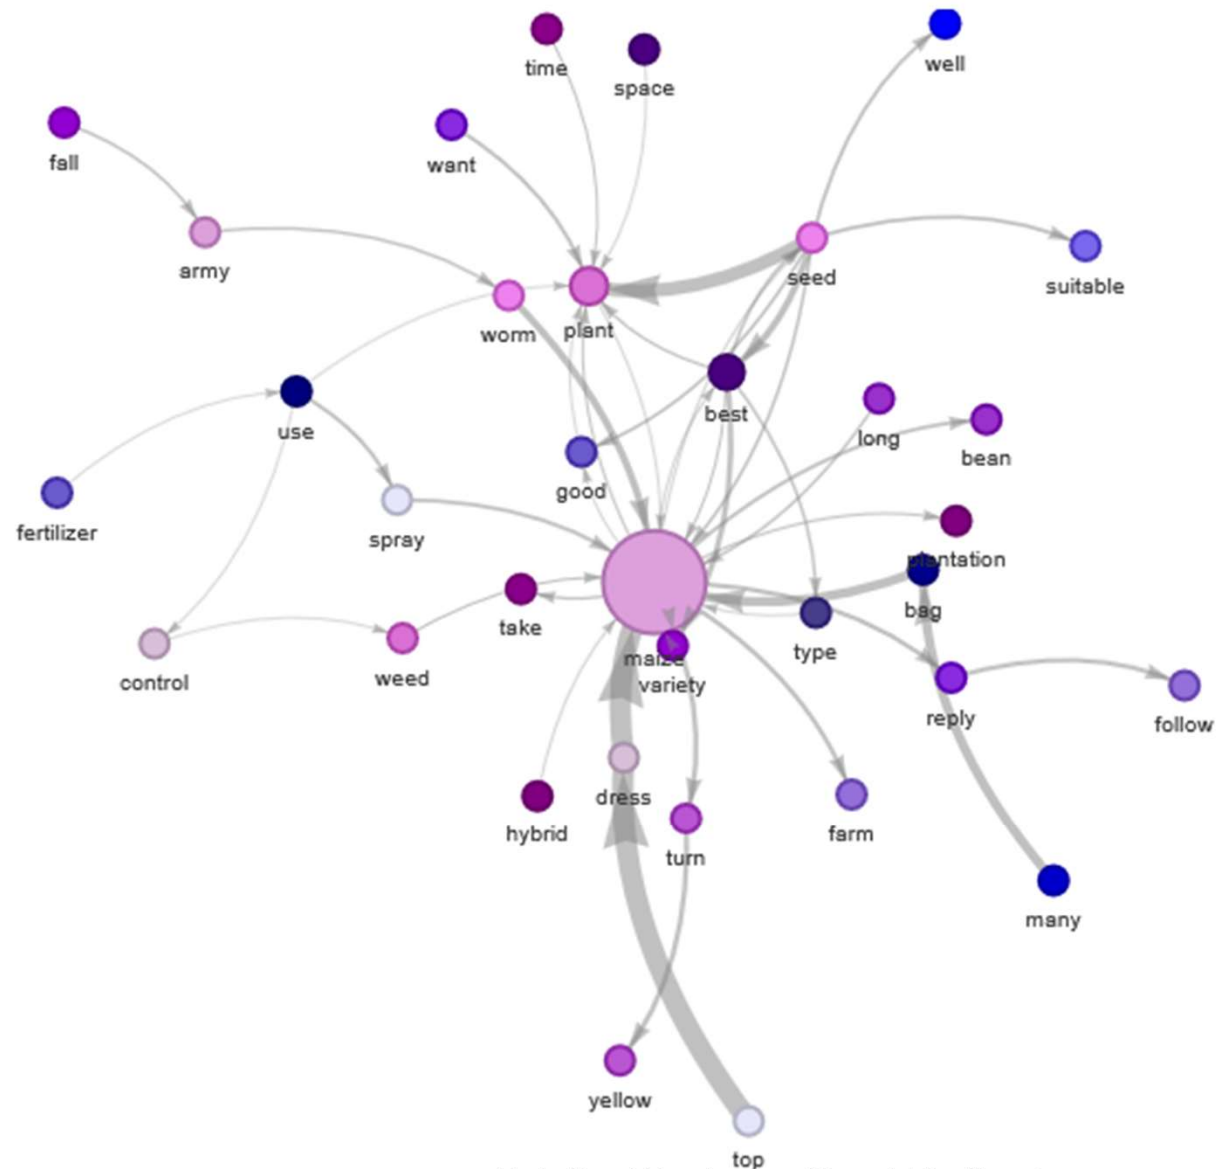 well
time
space
fall
want
army
seed
suitable
worm
plant
best
use
long
bean
good
fertilizer
spray
plantation
bag
take
type
maize
control
weed
variety
reply
follow
dress
hybrid
farm
turn
many
yellow
top